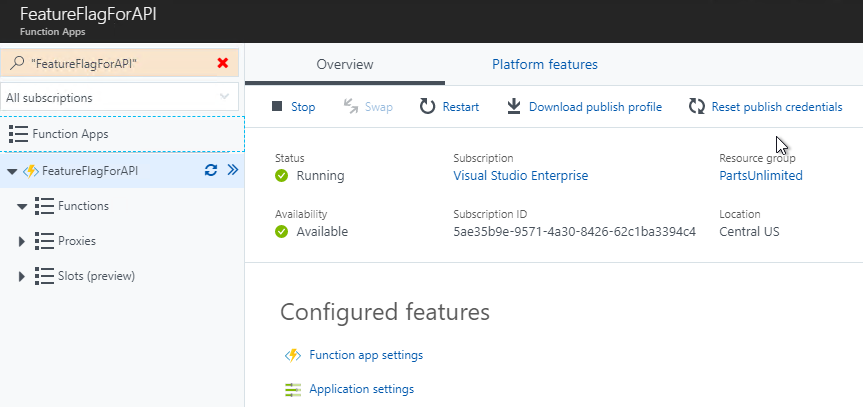 FeatureFlagForAPI
Function Apps
"FeatureFlagForAPI"
All subscriptions
Function Apps
FeatureFlagForAPI
Functions
Proxies
Slots (preview)
Overview Platform features
Stop Swap Restart Download publish profile Reset publish credentials
Status Subscription Resource group
Running Visual Studio Enterprise PartsUnlimited
Availability Subscription ID Location
Available 5ae35b9e-9571-4a30-8426-62c1ba3394c4 Central US
Configured features
Function app settings
Application settings